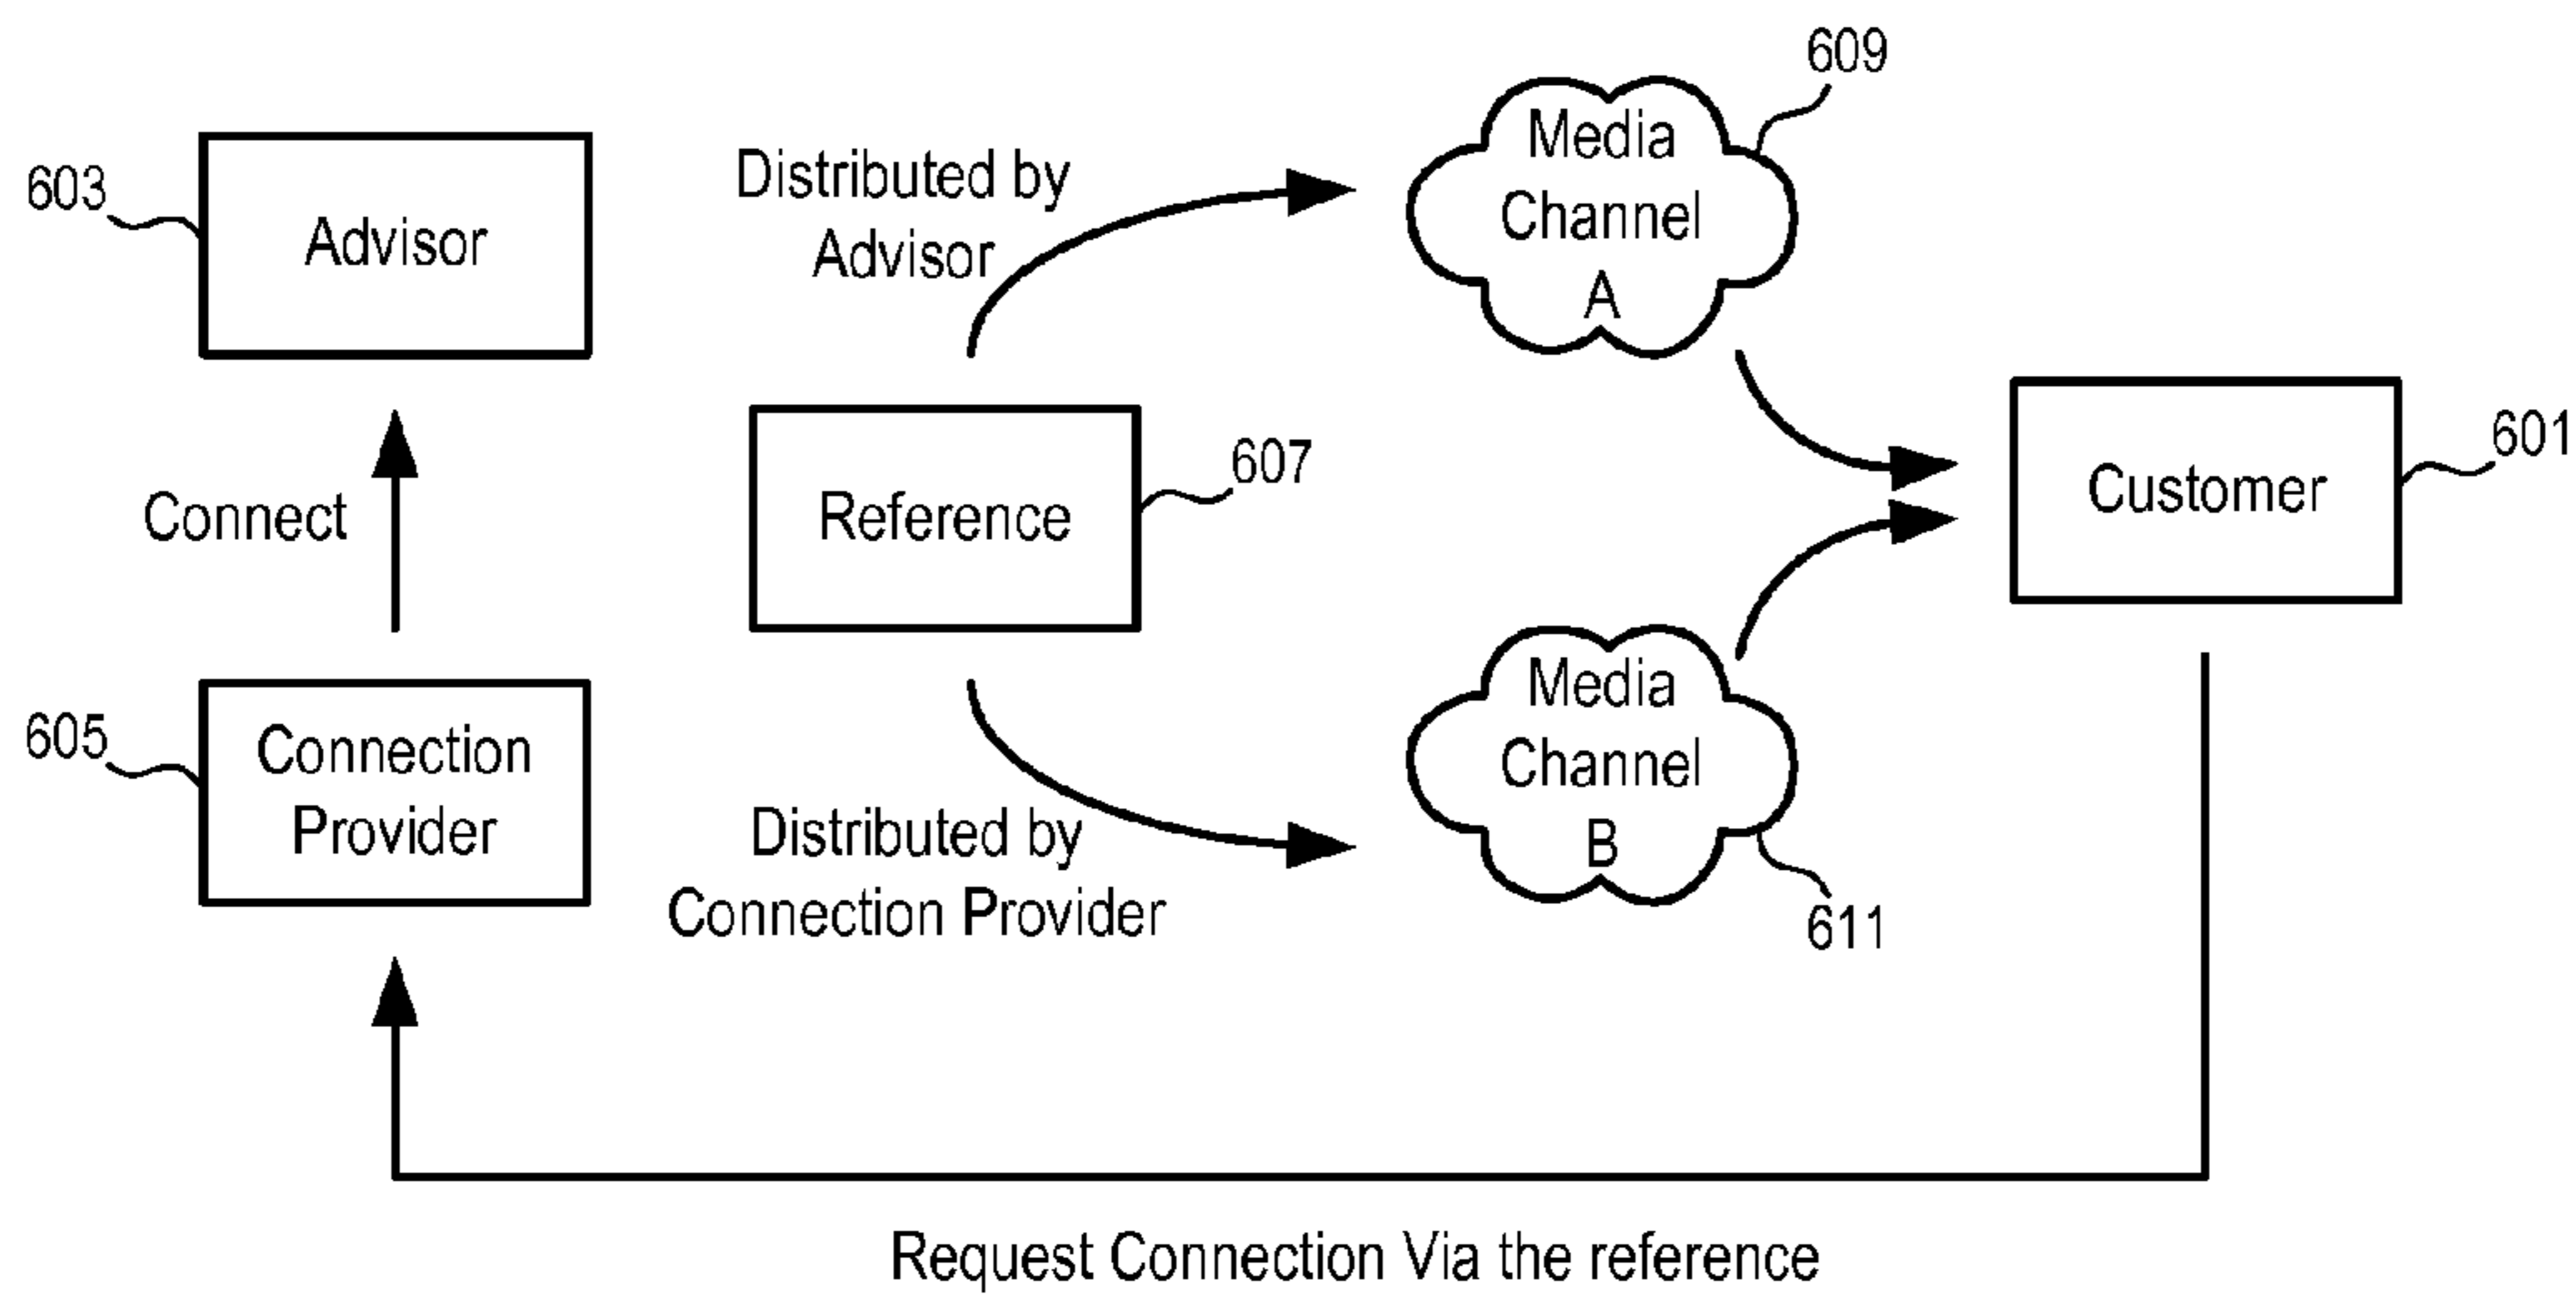 609
Media
Channel
A
603
Advisor
Distributed by
Advisor
601
Customer
607
Reference
Connect
605
Connection
Provider
Distributed by
Connection Provider
Media
Channel
B
611
Request Connection Via the reference